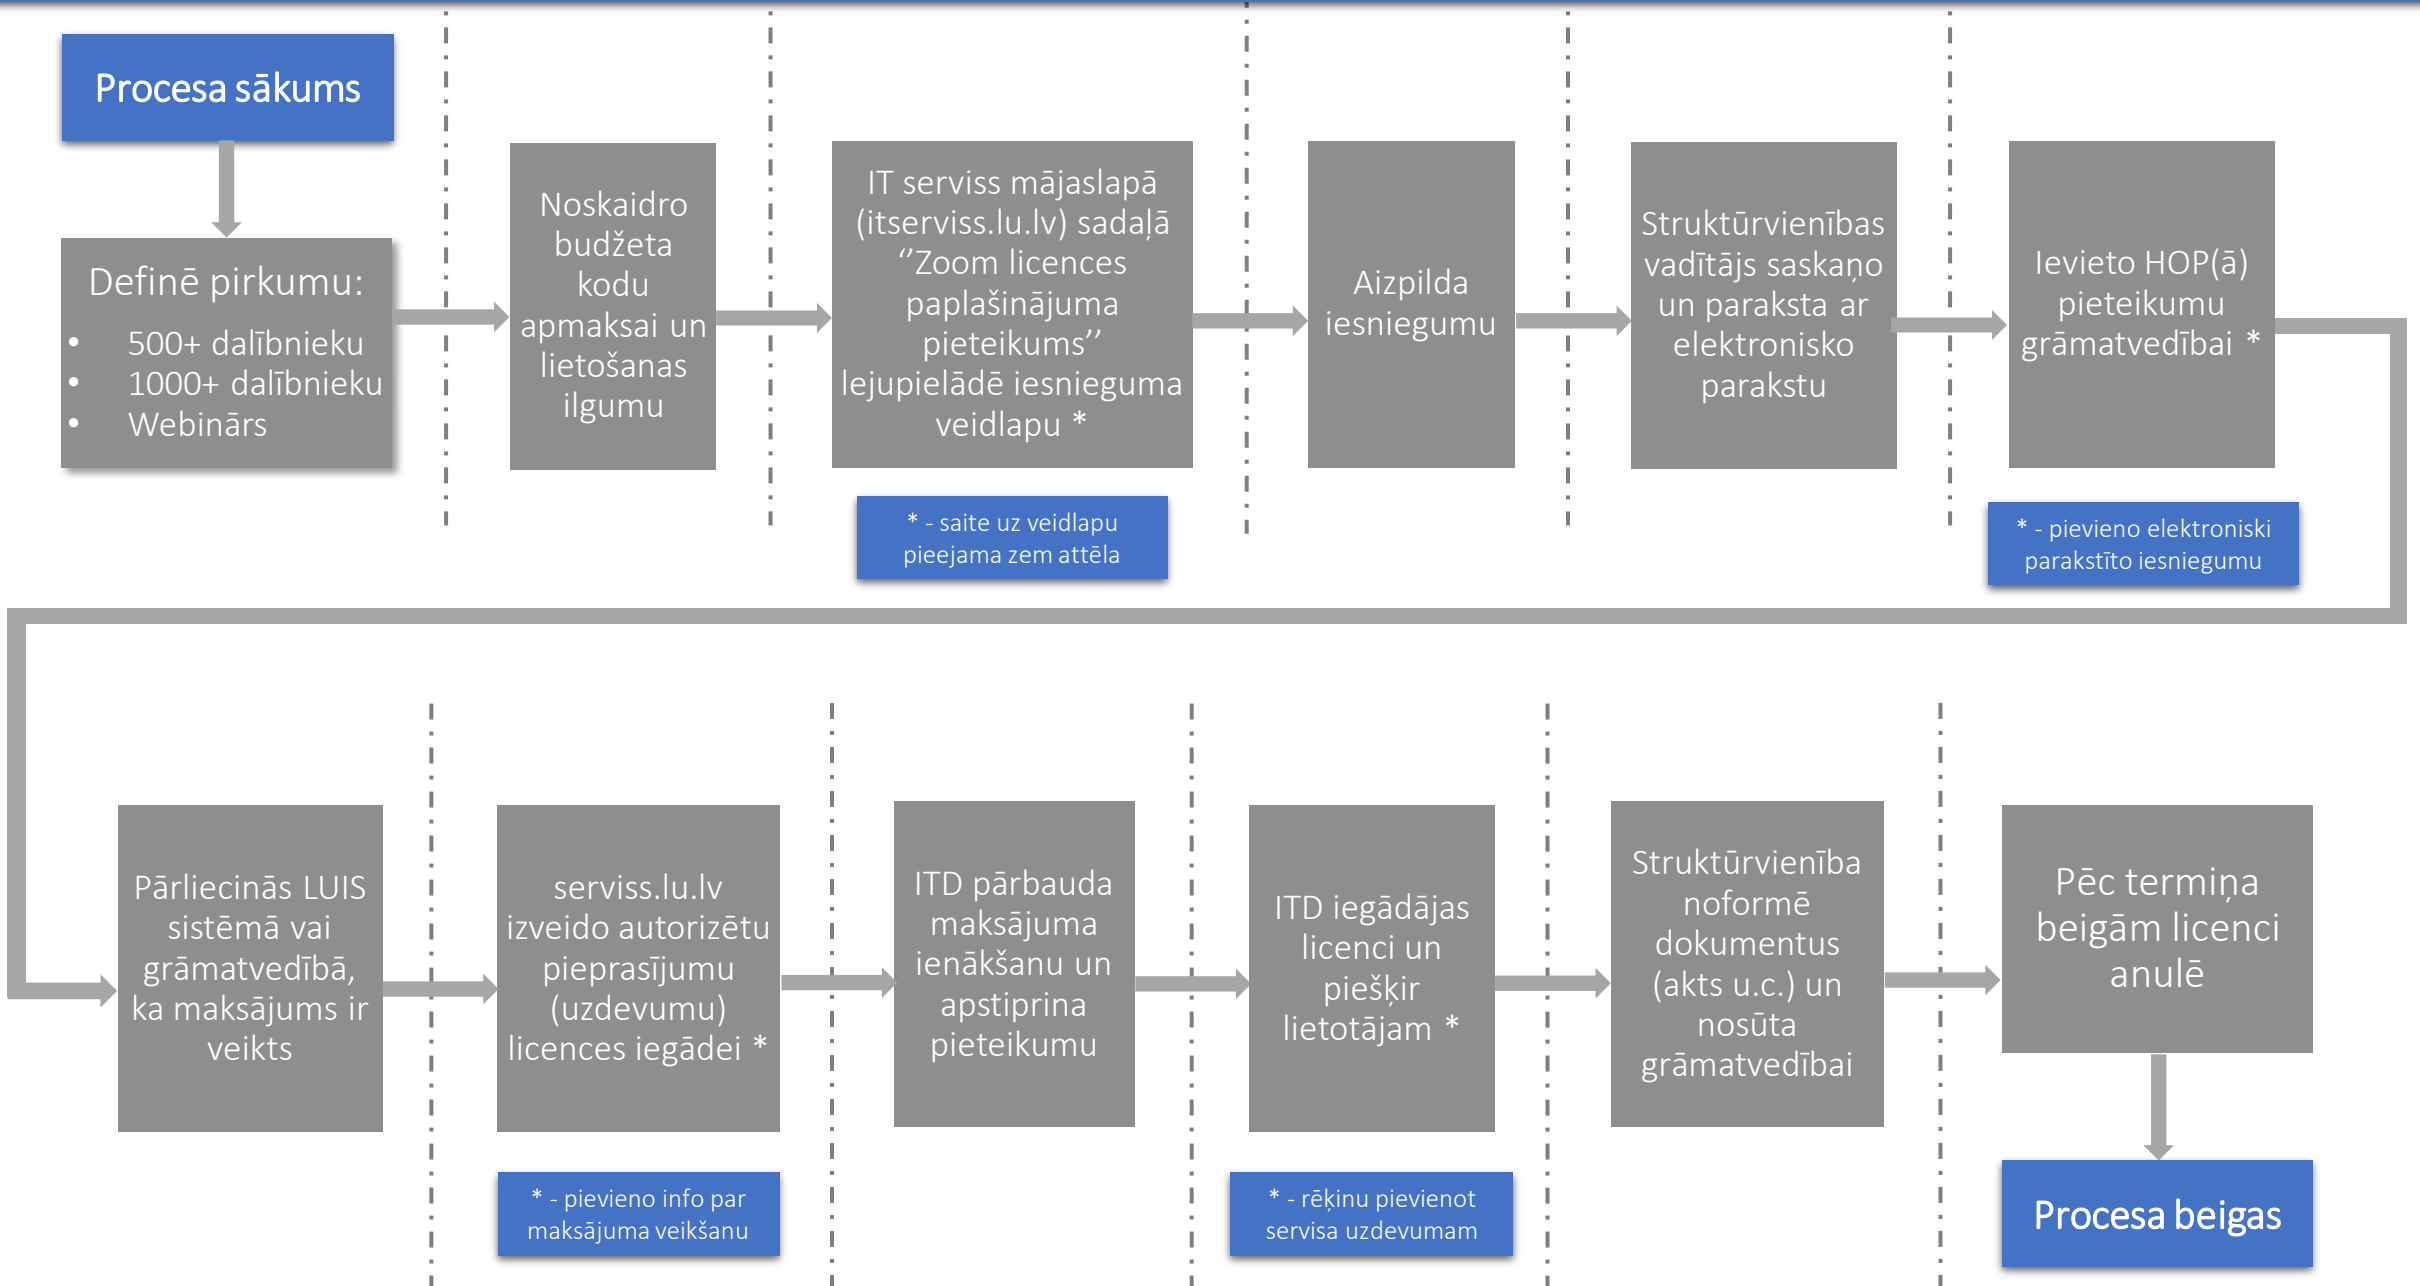 Procesa sākums
Definē pirkumu:
• 500+ dalībnieku
• 1000+ dalībnieku
• Webinārs
Noskaidro
budžeta
kodu
apmaksai un
lietošanas
ilgumu
IT serviss mājaslapā
(itserviss.lu.lv) sadaļā
‘’Zoom licences
paplašinājuma
pieteikums’’
lejupielādē iesnieguma
veidlapu *
* - saite uz veidlapu
pieejama zem attēla
Aizpilda
iesniegumu
Struktūrvienības
vadītājs saskaņo
un paraksta ar
elektronisko
parakstu
Ievieto HOP(ā)
pieteikumu
grāmatvedībai *
* - pievieno elektroniski
parakstīto iesniegumu
Pārliecinās LUIS
sistēmā vai
grāmatvedībā,
ka maksājums ir
veikts
serviss.lu.lv
izveido autorizētu
pieprasījumu
(uzdevumu)
licences iegādei *
* - pievieno info par
maksājuma veikšanu
ITD pārbauda
maksājuma
ienākšanu un
apstiprina
pieteikumu
ITD iegādājas
licenci un
piešķir
lietotājam *
* - rēķinu pievienot
servisa uzdevumam
Struktūrvienība
noformē
dokumentus
(akts u.c.) un
nosūta
grāmatvedībai
Pēc termiņa
beigām licenci
anulē
Procesa beigas